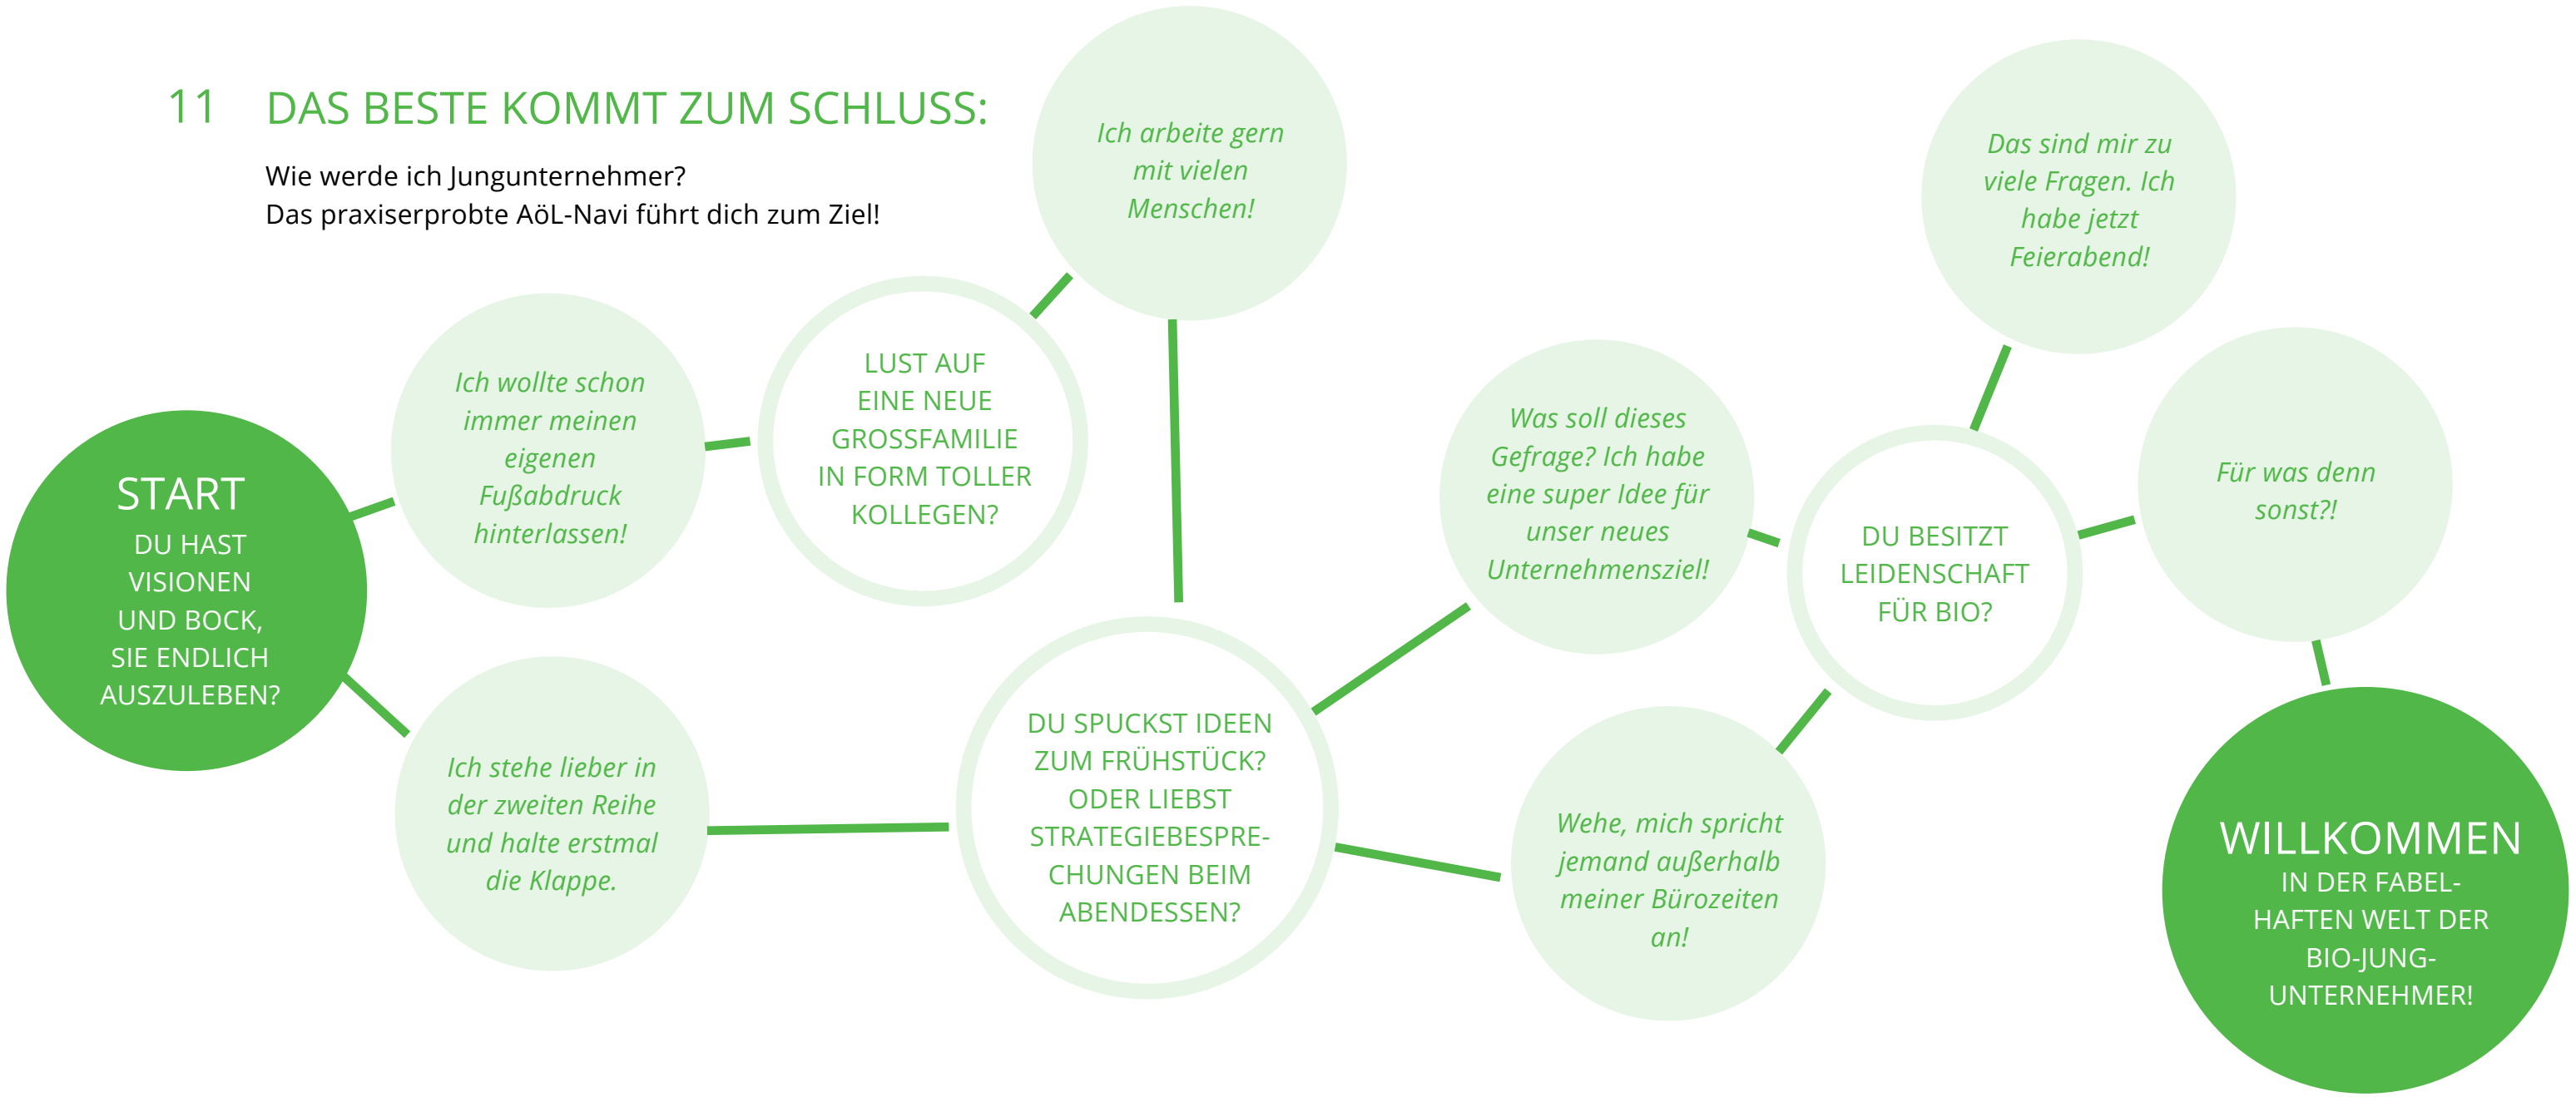 11 DAS BESTE KOMMT ZUM SCHLUSS:
Wie werde ich Jungunternehmer?
Das praxiserprobte AöL-Navi führt dich zum Ziel!
START
DU HAST
VISIONEN
UND BOCK,
SIE ENDLICH
AUSZULEBEN?
Ich wollte schon
immer meinen
eigenen
Fußabdruck
hinterlassen!
Ich stehe lieber in
der zweiten Reihe
und halte erstmal
die Klappe.
LUST AUF
EINE NEUE
GROSSFAMILIE
IN FORM TOLLER
KOLLEGEN?
Ich arbeite gern
mit vielen
Menschen!
DU SPUCKST IDEEN
ZUM FRÜHSTÜCK?
ODER LIEBST
STRATEGIEBESPRE-
CHUNGEN BEIM
ABENDESSEN?
Was soll dieses
Gefrage? Ich habe
eine super Idee für
unser neues
Unternehmensziel!
Wehe, mich spricht
jemand außerhalb
meiner Bürozeiten
an!
DU BESITZT
LEIDENSCHAFT
FÜR BIO?
Das sind mir zu
viele Fragen. Ich
habe jetzt
Feierabend!
Für was denn
sonst?!
WILLKOMMEN
IN DER FABEL-
HAFTEN WELT DER
BIO-JUNG-
UNTERNEHMER!